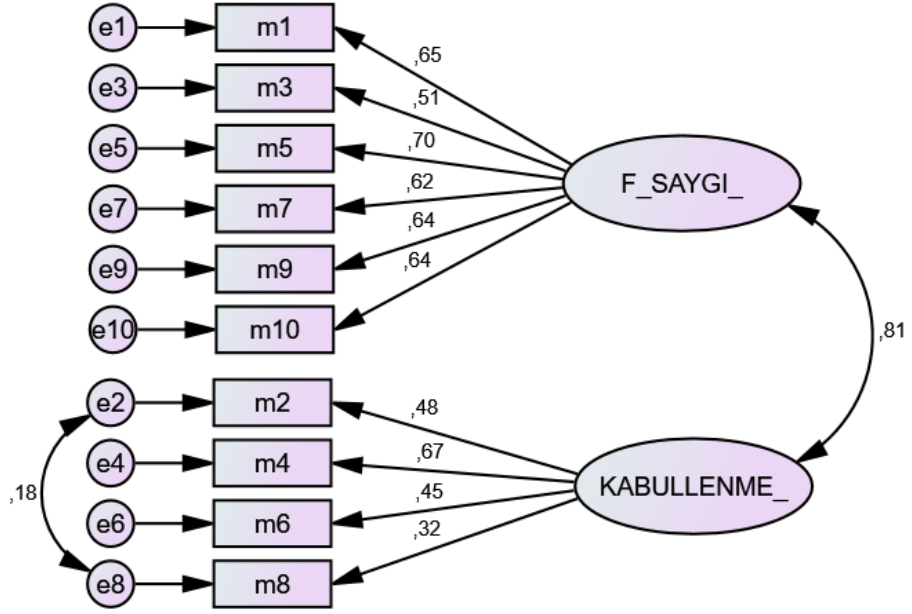 e1 m1
,65
e3 m3
,51
e5 m5
,70
F_SAYGI_
e7 m7
,62
e9 m9
,64
e10 m10
,64
,81
e2 m2
,48
e4 m4
,67
KABULLENME_
,18
e6 m6
,45
e8 m8
,32